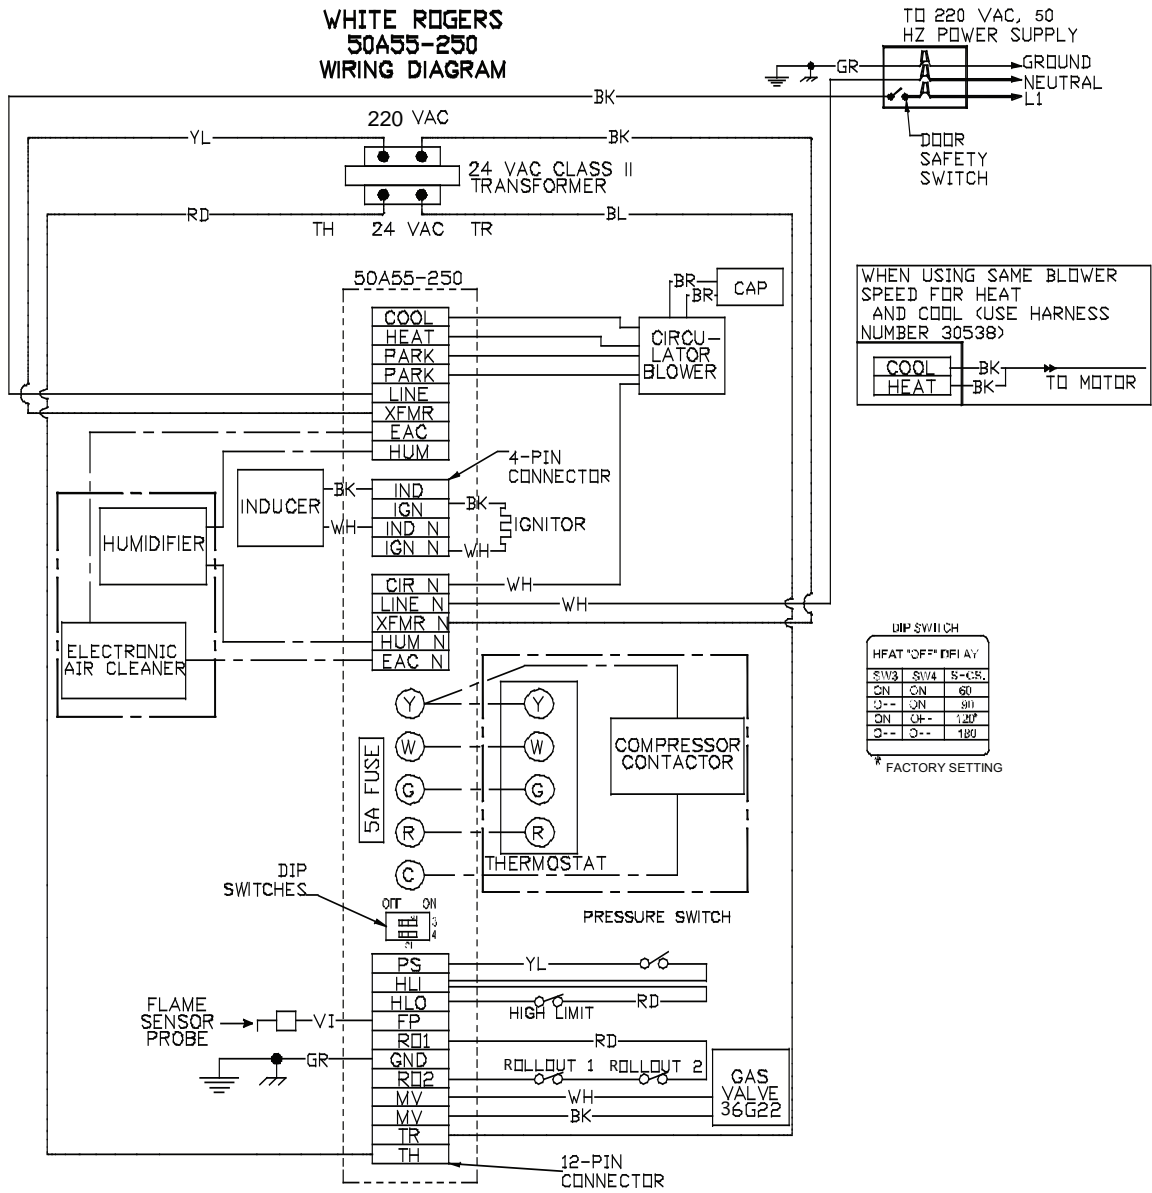 WHITE RODGERS
50A55-250
WIRING DIAGRAM
TO 220 VAC, 50
HZ POWER SUPPLY
GR
GROUND
NEUTRAL
L1
BK
DOOR
SAFETY
SWITCH
220 VAC
YL
BK
24 VAC CLASS II
TRANSFORMER
RD
BL
TH 24 VAC TR
50A55-250
COOL
HEAT
PARK
PARK
LINE
XFMR
EAC
HUM
BR
BR
CAP
CIRCU-
LATOR
BLOWER
WHEN USING SAME BLOWER
SPEED FOR HEAT
AND COOL (USE HARNESS
NUMBER 30538)
COOL
HEAT
BK
BK
TO MOTOR
4-PIN
CONNECTOR
INDUCER
BK
WH
IND
IGN
IND N
IGN N
BK
WH
IGNITOR
HUMIDIFIER
ELECTRONIC
AIR CLEANER
CIR N
LINE N
XFMR N
HUM N
EAC N
WH
WH
DIP SWITCH
HEAT "OFF" DELAY
SW3 SW4
ON ON 60
ON 90
ON 120*
180
* FACTORY SETTING
Y
W
G
R
C
5A FUSE
Y
W
G
R
THERMOSTAT
COMPRESSOR
CONTACTOR
DIP
SWITCHES
ON
3
4
S1
PRESSURE SWITCH
PS
HLI
HLO
FP
RO1
GND
RO2
MV
MV
TR
TH
YL
HIGH LIMIT
RD
FLAME
SENSOR
PROBE
VI
GR
RD
ROLLOUT 1 ROLLOUT 2
WH
BK
GAS
VALVE
36G22
12-PIN
CONNECTOR